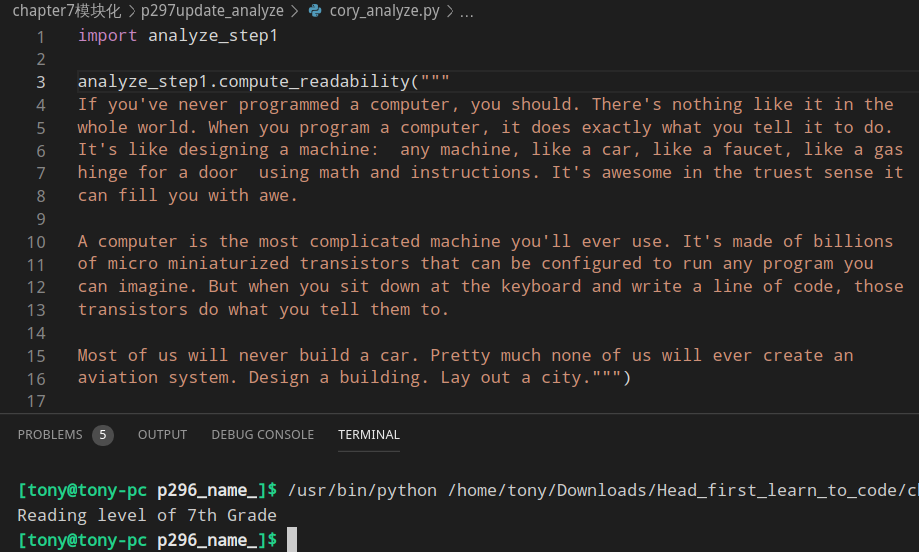 chapter7模块化 > p297update_analyze > cory_analyze.py > ...
1 import analyze_step1
2
3 analyze_step1.compute_readability("""
4 If you've never programmed a computer, you should. There's nothing like it in the
5 whole world. When you program a computer, it does exactly what you tell it to do.
6 It's like designing a machine:  any machine, like a car, like a faucet, like a gas
7 hinge for a door  using math and instructions. It's awesome in the truest sense it
8 can fill you with awe.
9
10 A computer is the most complicated machine you'll ever use. It's made of billions
11 of micro miniaturized transistors that can be configured to run any program you
12 can imagine. But when you sit down at the keyboard and write a line of code, those
13 transistors do what you tell them to.
14
15 Most of us will never build a car. Pretty much none of us will ever create an
16 aviation system. Design a building. Lay out a city.""")
17
PROBLEMS 5 OUTPUT DEBUG CONSOLE TERMINAL
[tony@tony-pc p296_name_]$ /usr/bin/python /home/tony/Downloads/Head_first_learn_to_code/
Reading level of 7th Grade
[tony@tony-pc p296_name_]$